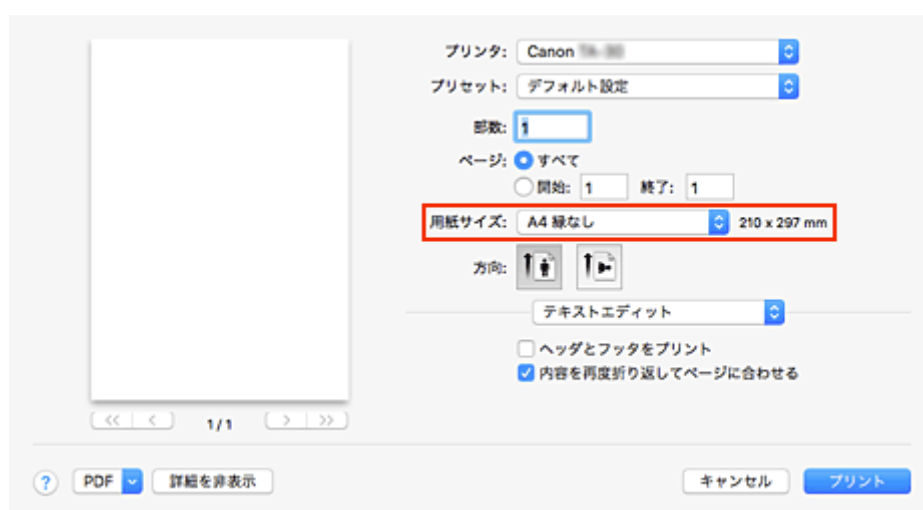 プリンタ: Canon
プリセット: デフォルト設定
部数: 1
ページ: すべて
開始: 1 終了: 1
用紙サイズ: A4 縁なし 210 x 297 mm
方向:
テキストエディット
ヘッダとフッタをプリント
内容を再度折り返してページに合わせる
<< < 1/1 > >>
? PDF 詳細を非表示 キャンセル プリント